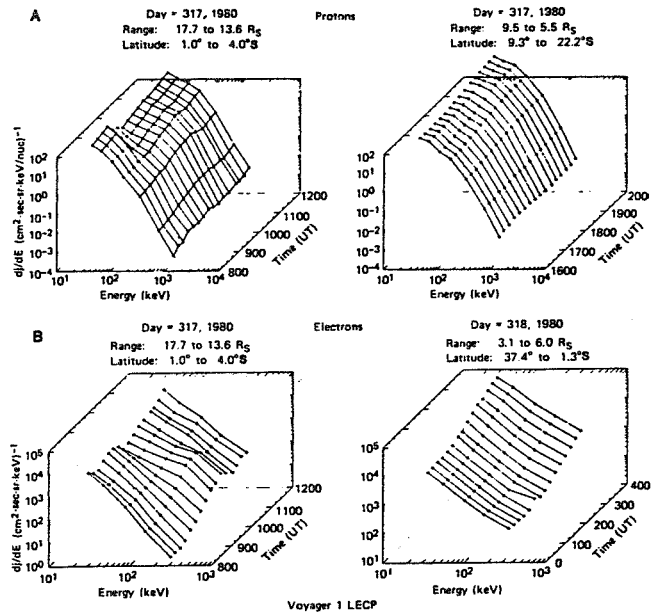 A
Day = 317, 1980
Range: 17.7 to 13.6 R_S
Latitude: 1.0° to 4.0°S
Protons
Day = 317, 1380
Range: 9.5 to 5.5 R_S
Latitude: 9.3° to 22.2°S
dj/dE (cm²·sec·sr·keV/nuc)⁻¹
10²
10¹
10⁰
10⁻¹
10⁻²
10⁻³
10⁻⁴
10¹ 10² 10³ 10⁴
Energy (keV)
800 900 1000 1100 1200
Time (UT)
10²
10⁰
10⁻¹
10⁻²
10⁻³
10⁻⁴
10¹ 10² 10³ 10⁴
Energy (keV)
1600 1700 1800 1900 200
Time (UT)
B
Day = 317, 1980
Range: 17.7 to 13.6 R_S
Latitude: 1.0° to 4.0°S
Electrons
Day = 318, 1980
Range: 3.1 to 6.0 R_S
Latitude: 37.4° to 1.3°S
dj/dE (cm²·sec·sr·keV)⁻¹
10⁵
10⁴
10³
10²
10¹
10⁰
10¹ 10² 10³
Energy (keV)
800 900 1000 1100 1200
Time (UT)
10⁵
10⁴
10³
10²
10¹
10¹ 10² 10³
Energy (keV)
0 100 200 300 400
Time (UT)
Voyager 1 LECP